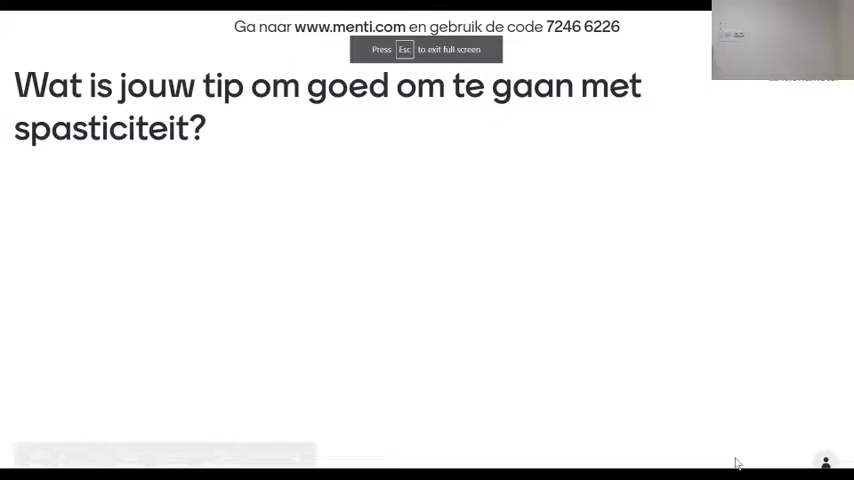 Ga naar www.menti.com en gebruik de code 7246 6226
Press Esc to exit full screen
Wat is jouw tip om goed om te gaan met
spasticiteit?